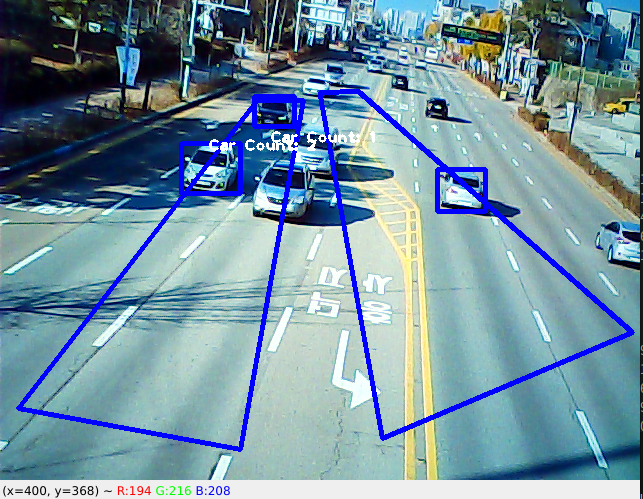 Car Count: 1
Car Count: 2
(x=400, y=368) ~ R:194 G:216 B:208